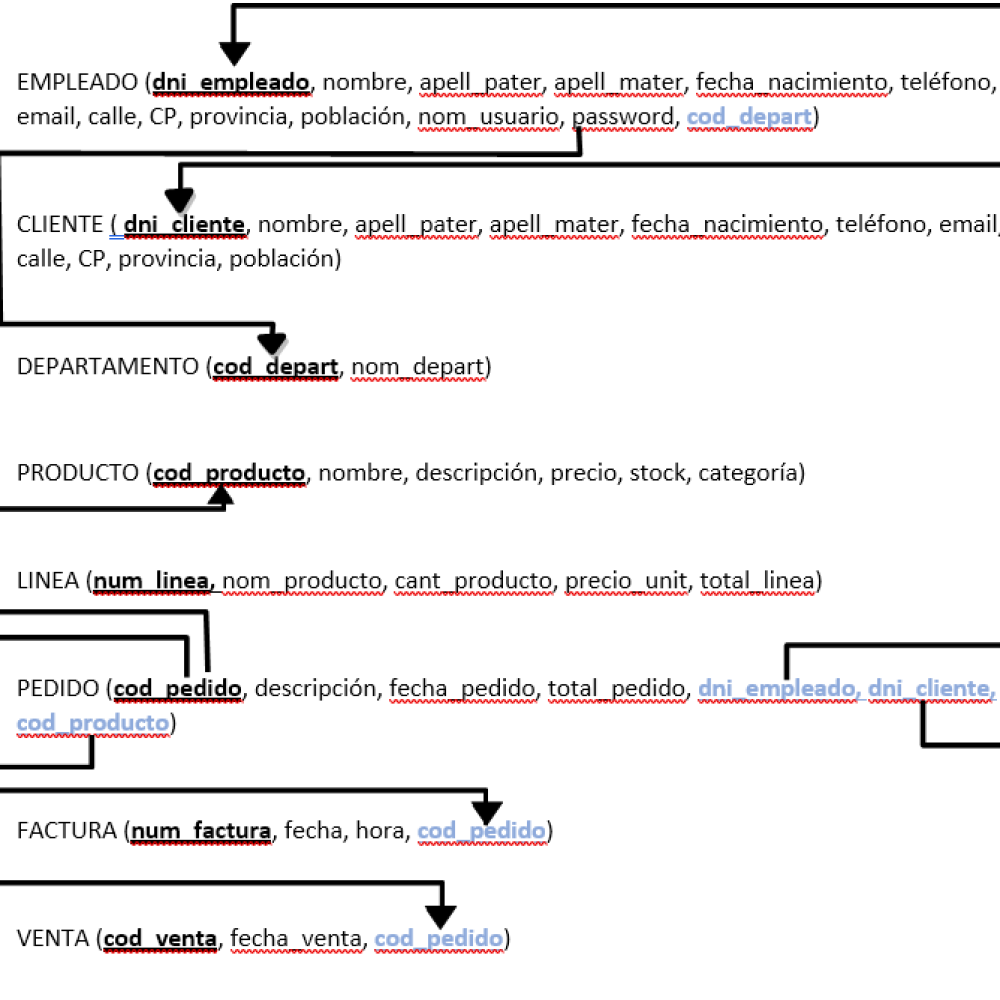 EMPLEADO (dni_empleado, nombre, apell_pater, apell_mater, fecha_nacimiento, teléfono,
email, calle, CP, provincia, población, nom_usuario, password, cod_depart)
CLIENTE ( dni_cliente, nombre, apell_pater, apell_mater, fecha_nacimiento, teléfono, email,
calle, CP, provincia, población)
DEPARTAMENTO (cod_depart, nom_depart)
PRODUCTO (cod_producto, nombre, descripción, precio, stock, categoría)
LINEA (num_linea, nom_producto, cant_producto, precio_unit, total_linea)
PEDIDO (cod_pedido, descripción, fecha_pedido, total_pedido, dni_empleado, dni_cliente,
cod_producto)
FACTURA (num_factura, fecha, hora, cod_pedido)
VENTA (cod_venta, fecha_venta, cod_pedido)